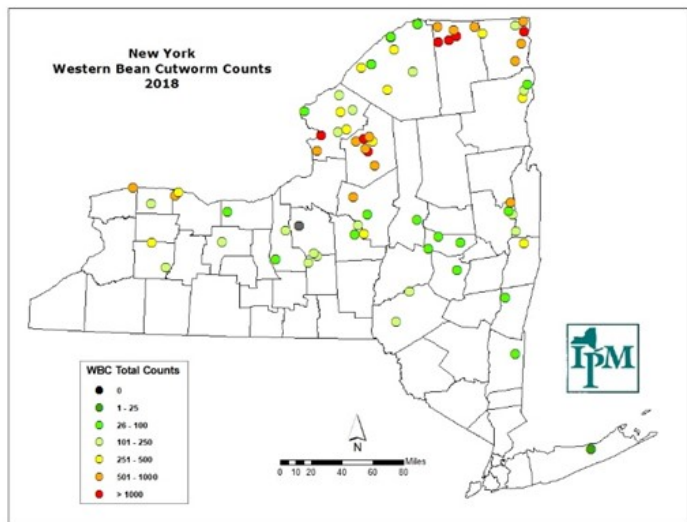 New York
Western Bean Cutworm Counts
2018
WBC Total Counts
0
1 - 25
26 - 100
101 - 250
251 - 500
501 - 1000
> 1000
N
0 10 20 40 60 80 Miles
IPM